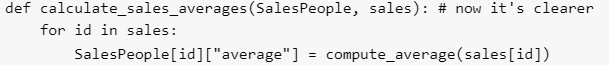 def calculate_sales_averages(SalesPeople, sales): # now it's clearer
    for id in sales:
        SalesPeople[id]["average"] = compute_average(sales[id])